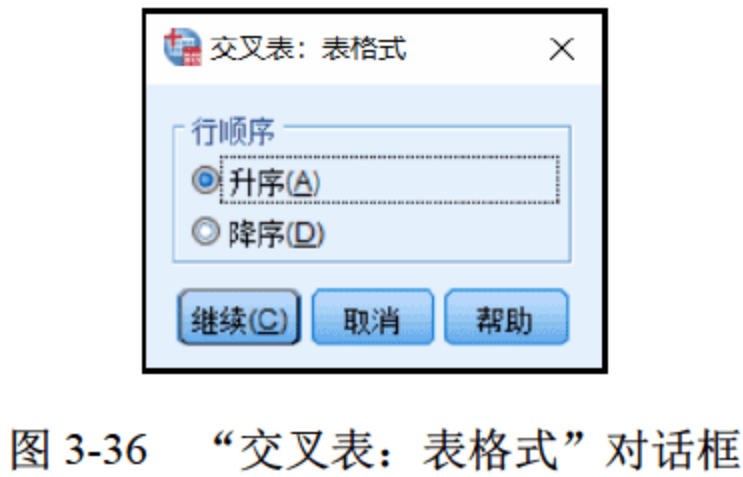 交叉表：表格式
行顺序
升序(A)
降序(D)
继续(C) 取消 帮助
图 3-36 “交叉表：表格式”对话框